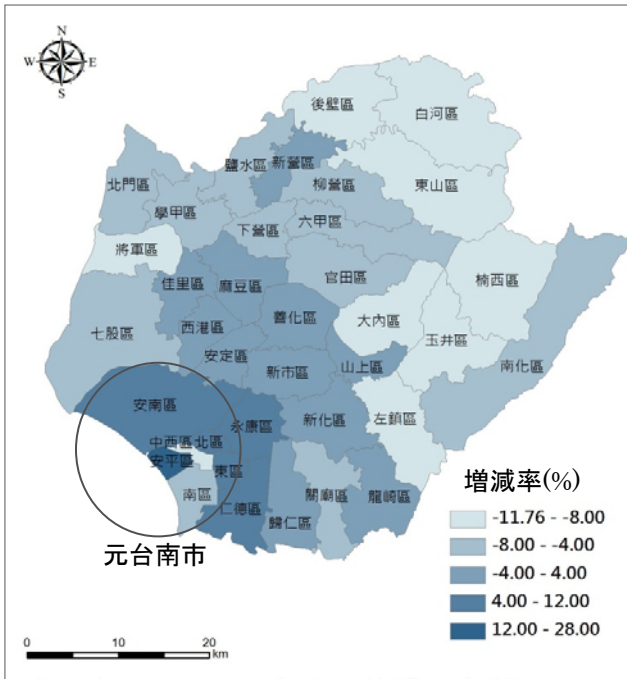 N
W E
S
後壁區
白河區
新營區
鹽水區
北門區
柳營區
東山區
學甲區
六甲區
下營區
將軍區
官田區
楠西區
佳里區
麻豆區
大內區
善化區
西港區
七股區
玉井區
安定區
新市區
山上區
南化區
安南區
左鎮區
新化區
永康區
中西區
北區
安平區
東區
南區
關廟區
龍崎區
仁德區
歸仁區
元台南市
增減率(%)
-11.76 - -8.00
-8.00 - -4.00
-4.00 - 4.00
4.00 - 12.00
12.00 - 28.00
0 10 20
km